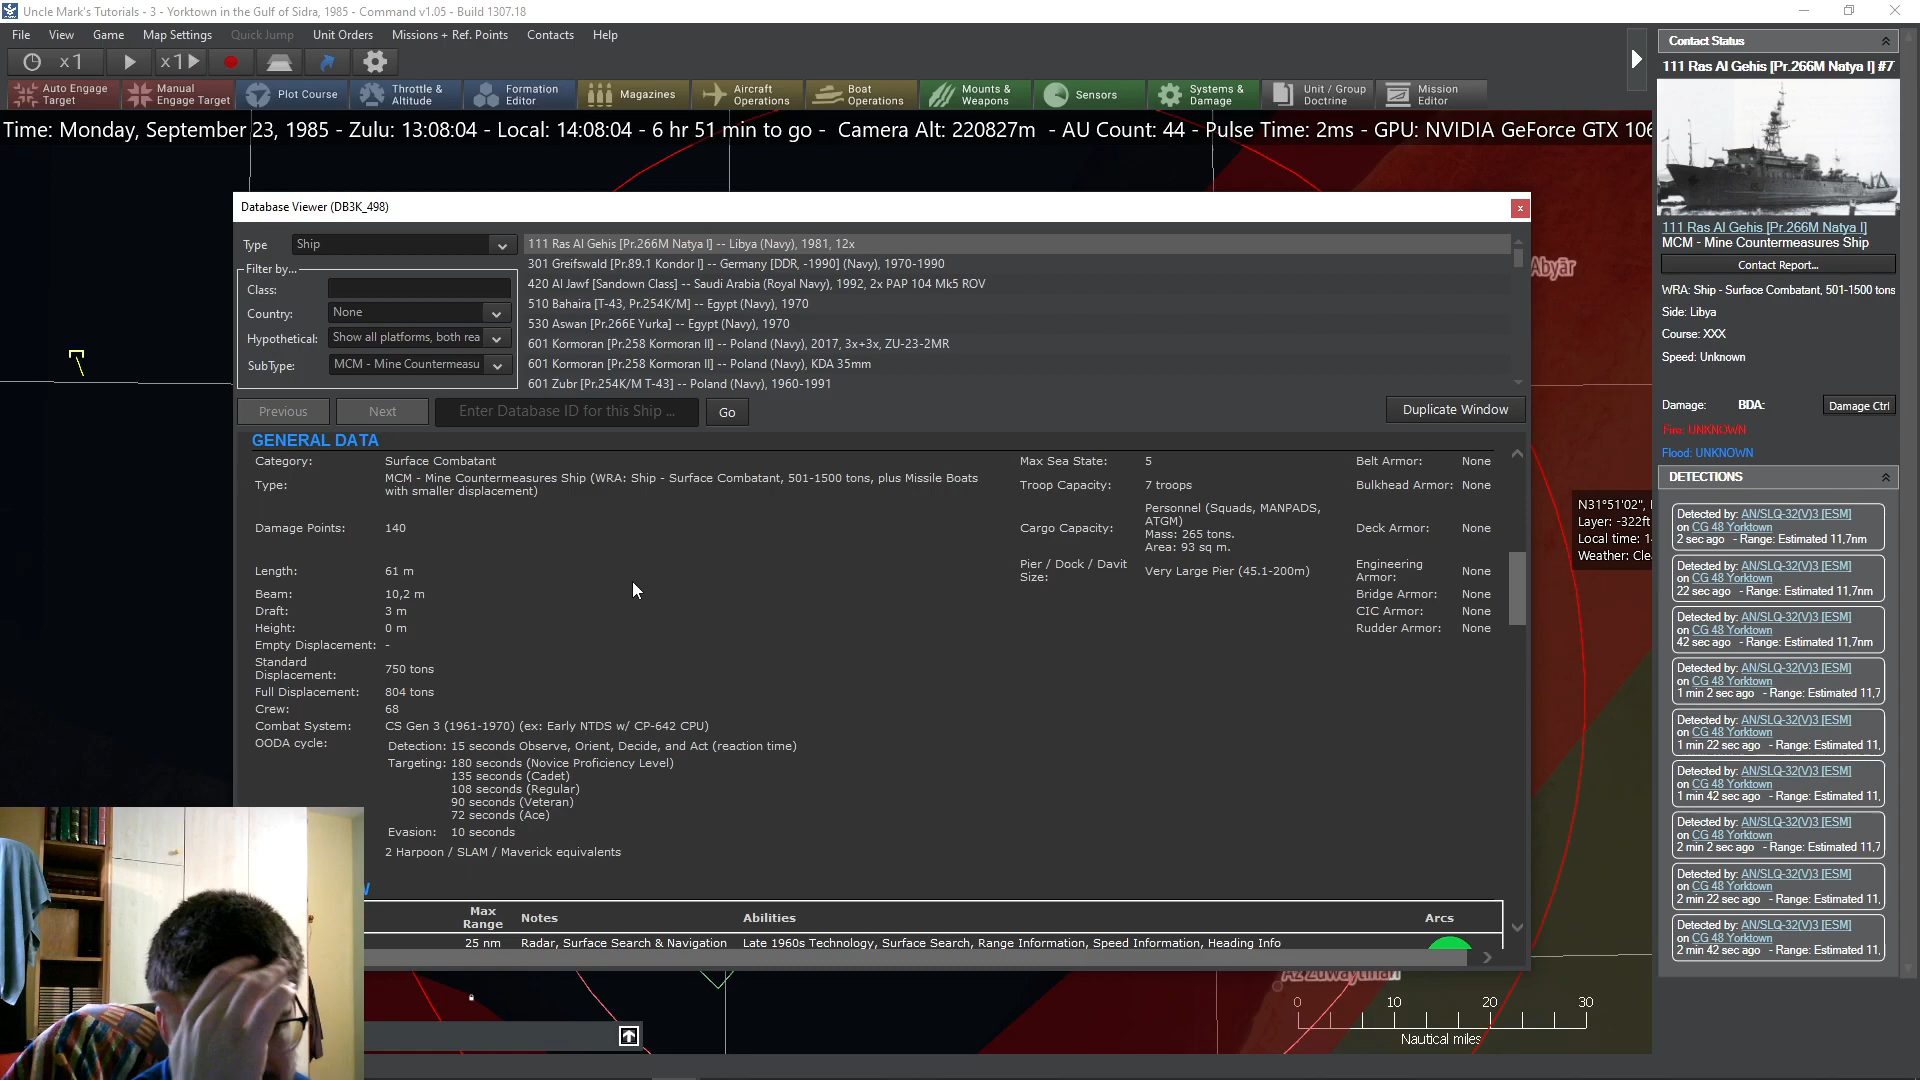 Uncle Mark's Tutorials - 3 - Yorktown in the Gulf of Sidra, 1985 - Command v1.05 - Build 1307.18
File View Game Map Settings Quick Jump Unit Orders Missions + Ref. Points Contacts Help
x1 x1
Auto Engage Target
Manual Engage Target
Plot Course
Throttle & Altitude
Formation Editor
Magazines
Aircraft Operations
Boat Operations
Mounts & Weapons
Sensors
Systems & Damage
Unit / Group Doctrine
Mission Editor
Time: Monday, September 23, 1985 - Zulu: 13:08:04 - Local: 14:08:04 - 6 hr 51 min to go - Camera Alt: 220827m - AU Count: 44 - Pulse Time: 2ms - GPU: NVIDIA GeForce GTX 106
Database Viewer (DB3K_498)
x
Type Ship
Filter by...
Class:
Country: None
Hypothetical: Show all platforms, both rea
SubType: MCM - Mine Countermeasu
111 Ras Al Gehis [Pr.266M Natya I] -- Libya (Navy), 1981, 12x
301 Greifswald [Pr.89.1 Kondor I] -- Germany [DDR, -1990] (Navy), 1970-1990
420 Al Jawf [Sandown Class] -- Saudi Arabia (Royal Navy), 1992, 2x PAP 104 Mk5 ROV
510 Bahaira [T-43, Pr.254K/M] -- Egypt (Navy), 1970
530 Aswan [Pr.266E Yurka] -- Egypt (Navy), 1970
601 Kormoran [Pr.258 Kormoran II] -- Poland (Navy), 2017, 3x+3x, ZU-23-2MR
601 Kormoran [Pr.258 Kormoran II] -- Poland (Navy), KDA 35mm
601 Zubr [Pr.254K/M T-43] -- Poland (Navy), 1960-1991
Previous Next Enter Database ID for this Ship ... Go Duplicate Window
GENERAL DATA
Category: Surface Combatant
Type: MCM - Mine Countermeasures Ship (WRA: Ship - Surface Combatant, 501-1500 tons, plus Missile Boats
with smaller displacement)
Damage Points: 140
Length: 61 m
Beam: 10,2 m
Draft: 3 m
Height: 0 m
Empty Displacement: -
Standard
Displacement: 750 tons
Full Displacement: 804 tons
Crew: 68
Combat System: CS Gen 3 (1961-1970) (ex: Early NTDS w/ CP-642 CPU)
OODA cycle:
Detection: 15 seconds Observe, Orient, Decide, and Act (reaction time)
Targeting: 180 seconds (Novice Proficiency Level)
135 seconds (Cadet)
108 seconds (Regular)
90 seconds (Veteran)
72 seconds (Ace)
Evasion: 10 seconds
2 Harpoon / SLAM / Maverick equivalents
Max Sea State: 5
Troop Capacity: 7 troops
Cargo Capacity: Personnel (Squads, MANPADS,
ATGM)
Mass: 265 tons.
Area: 93 sq m.
Pier / Dock / Davit
Size: Very Large Pier (45.1-200m)
Belt Armor: None
Bulkhead Armor: None
Deck Armor: None
Engineering
Armor: None
Bridge Armor: None
CIC Armor: None
Rudder Armor: None
Max
Range Notes Abilities Arcs
25 nm Radar, Surface Search & Navigation Late 1960s Technology, Surface Search, Range Information, Speed Information, Heading Info
Abyār
N31°51'02",
Layer: -322ft
Local time: 1
Weather: Cle
Az Zuwaytinah
0 10 20 30
Nautical miles
Contact Status
111 Ras Al Gehis [Pr.266M Natya I] #7
111 Ras Al Gehis [Pr.266M Natya I]
MCM - Mine Countermeasures Ship
Contact Report...
WRA: Ship - Surface Combatant, 501-1500 tons
Side: Libya
Course: XXX
Speed: Unknown
Damage: BDA: Damage Ctrl
Fire: UNKNOWN
Flood: UNKNOWN
DETECTIONS
Detected by: AN/SLQ-32(V)3 [ESM]
on CG 48 Yorktown
2 sec ago - Range: Estimated 11,7nm
Detected by: AN/SLQ-32(V)3 [ESM]
on CG 48 Yorktown
22 sec ago - Range: Estimated 11,7nm
Detected by: AN/SLQ-32(V)3 [ESM]
on CG 48 Yorktown
42 sec ago - Range: Estimated 11,7nm
Detected by: AN/SLQ-32(V)3 [ESM]
on CG 48 Yorktown
1 min 2 sec ago - Range: Estimated 11,7
Detected by: AN/SLQ-32(V)3 [ESM]
on CG 48 Yorktown
1 min 22 sec ago - Range: Estimated 11,
Detected by: AN/SLQ-32(V)3 [ESM]
on CG 48 Yorktown
1 min 42 sec ago - Range: Estimated 11,
Detected by: AN/SLQ-32(V)3 [ESM]
on CG 48 Yorktown
2 min 2 sec ago - Range: Estimated 11,7
Detected by: AN/SLQ-32(V)3 [ESM]
on CG 48 Yorktown
2 min 22 sec ago - Range: Estimated 11,
Detected by: AN/SLQ-32(V)3 [ESM]
on CG 48 Yorktown
2 min 42 sec ago - Range: Estimated 11,